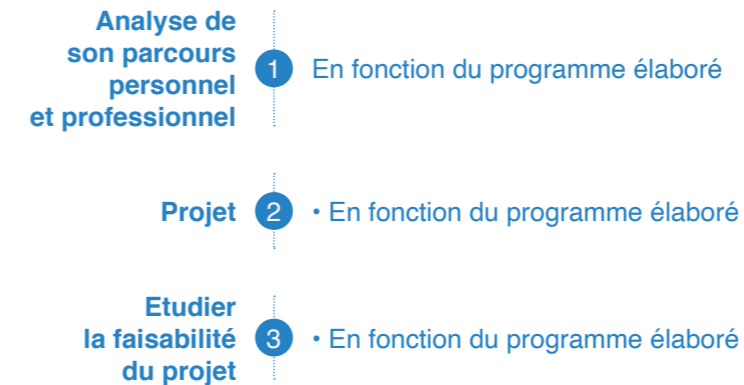 Analyse de
son parcours
personnel
et professionnel
1
En fonction du programme élaboré
Projet
2
• En fonction du programme élaboré
Etudier
la faisabilité
du projet
3
• En fonction du programme élaboré